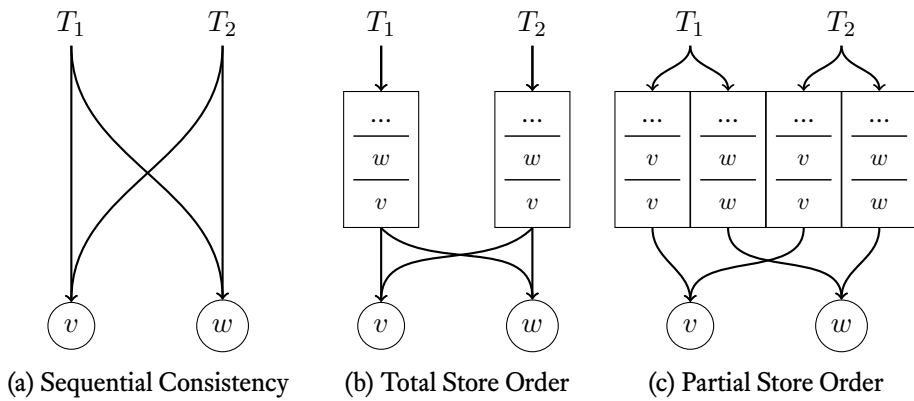 T₁ T₂ T₁ T₂ T₁ T₂
... ... ... ... ... ...
w w v w v w
v v v w v w
v w v w v w
(a) Sequential Consistency (b) Total Store Order (c) Partial Store Order